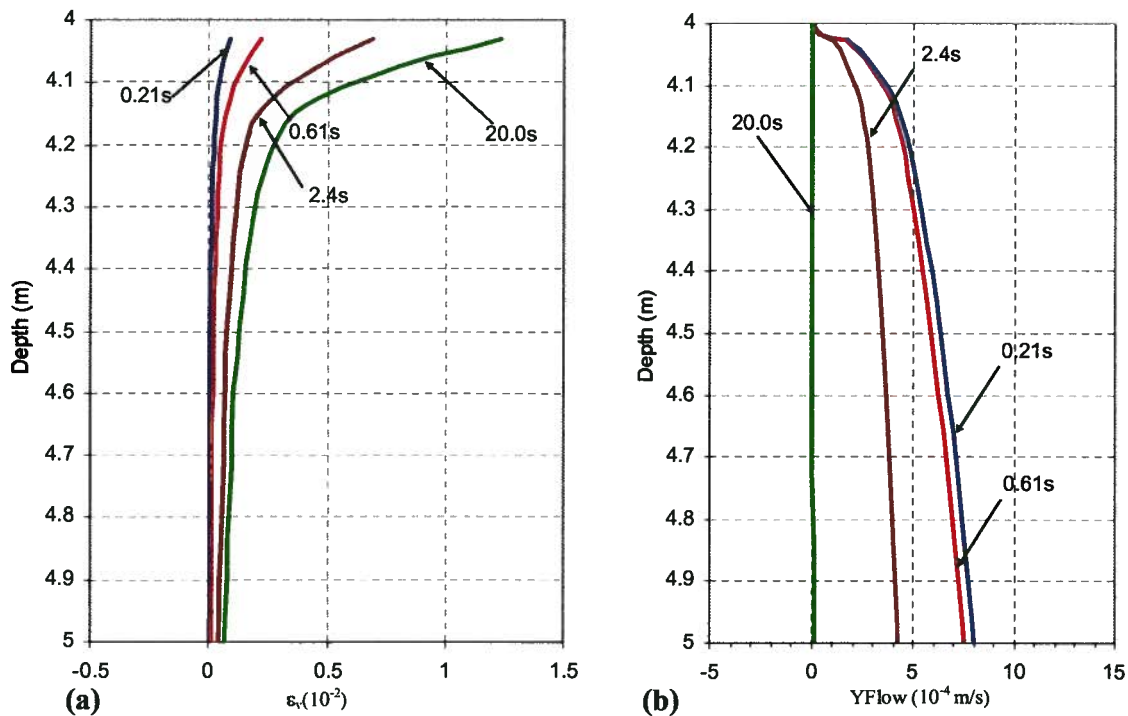 4
4.1
4.2
4.3
4.4
4.5
4.6
4.7
4.8
4.9
5
Depth (m)
0.21s
0.61s
20.0s
2.4s
-0.5
0
0.5
1
1.5
(a)
εv(10-2)
4
4.1
4.2
4.3
4.4
4.5
4.6
4.7
4.8
4.9
5
Depth (m)
2.4s
20.0s
0.21s
0.61s
-5
0
5
10
15
(b)
YFlow (10-4 m/s)